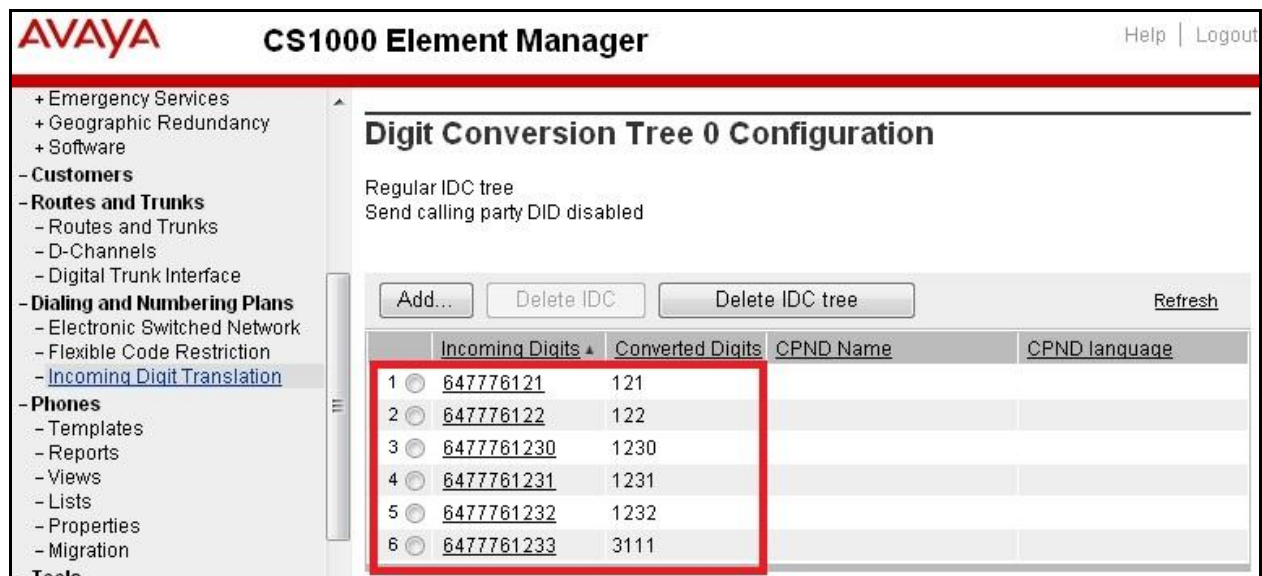 AVAYA CS1000 Element Manager Help | Logout
+ Emergency Services
+ Geographic Redundancy
+ Software
- Customers
- Routes and Trunks
- Routes and Trunks
- D-Channels
- Digital Trunk Interface
- Dialing and Numbering Plans
- Electronic Switched Network
- Flexible Code Restriction
- Incoming Digit Translation
- Phones
- Templates
- Reports
- Views
- Lists
- Properties
- Migration
- Tools
Digit Conversion Tree 0 Configuration
Regular IDC tree
Send calling party DID disabled
Add... Delete IDC Delete IDC tree Refresh
Incoming Digits Converted Digits CPND Name CPND language
1 647776121 121
2 647776122 122
3 6477761230 1230
4 6477761231 1231
5 6477761232 1232
6 6477761233 3111